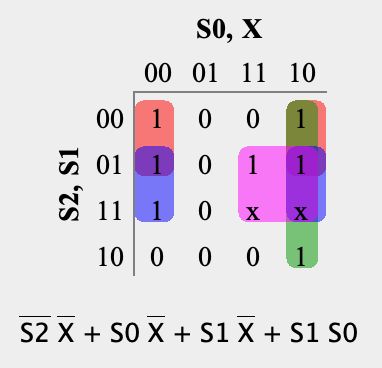 S0, X
00 01 11 10
S2, S1
00 1 0 0 1
01 1 0 1 1
11 1 0 x x
10 0 0 0 1
S̅2̅ X̅ + S0 X̅ + S1 X̅ + S1 S0